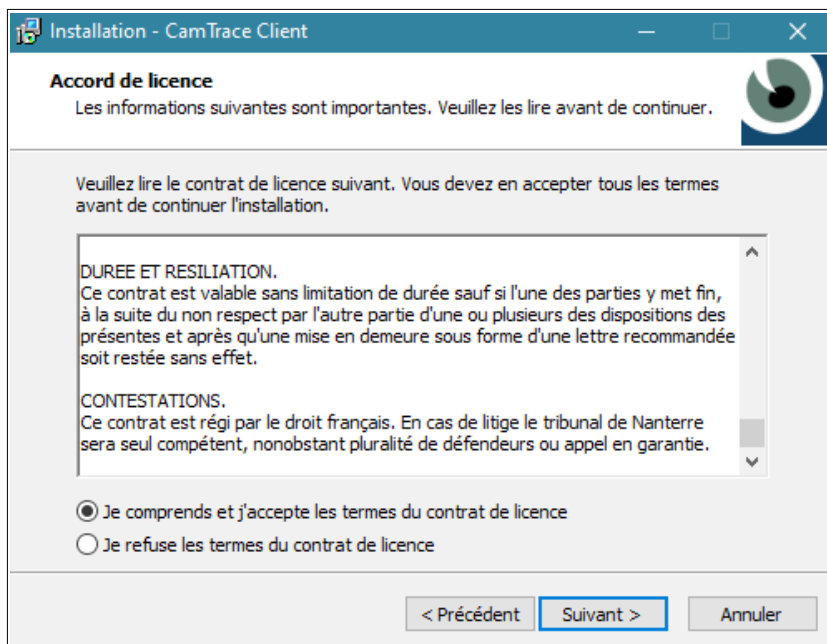 Installation - CamTrace Client
Accord de licence
Les informations suivantes sont importantes. Veuillez les lire avant de continuer.
Veuillez lire le contrat de licence suivant. Vous devez en accepter tous les termes
avant de continuer l'installation.
DUREE ET RESILIATION.
Ce contrat est valable sans limitation de durée sauf si l'une des parties y met fin,
à la suite du non respect par l'autre partie d'une ou plusieurs des dispositions des
présentes et après qu'une mise en demeure sous forme d'une lettre recommandée
soit restée sans effet.
CONTESTATIONS.
Ce contrat est régi par le droit français. En cas de litige le tribunal de Nanterre
sera seul compétent, nonobstant pluralité de défendeurs ou appel en garantie.
Je comprends et j'accepte les termes du contrat de licence
Je refuse les termes du contrat de licence
< Précédent Suivant > Annuler